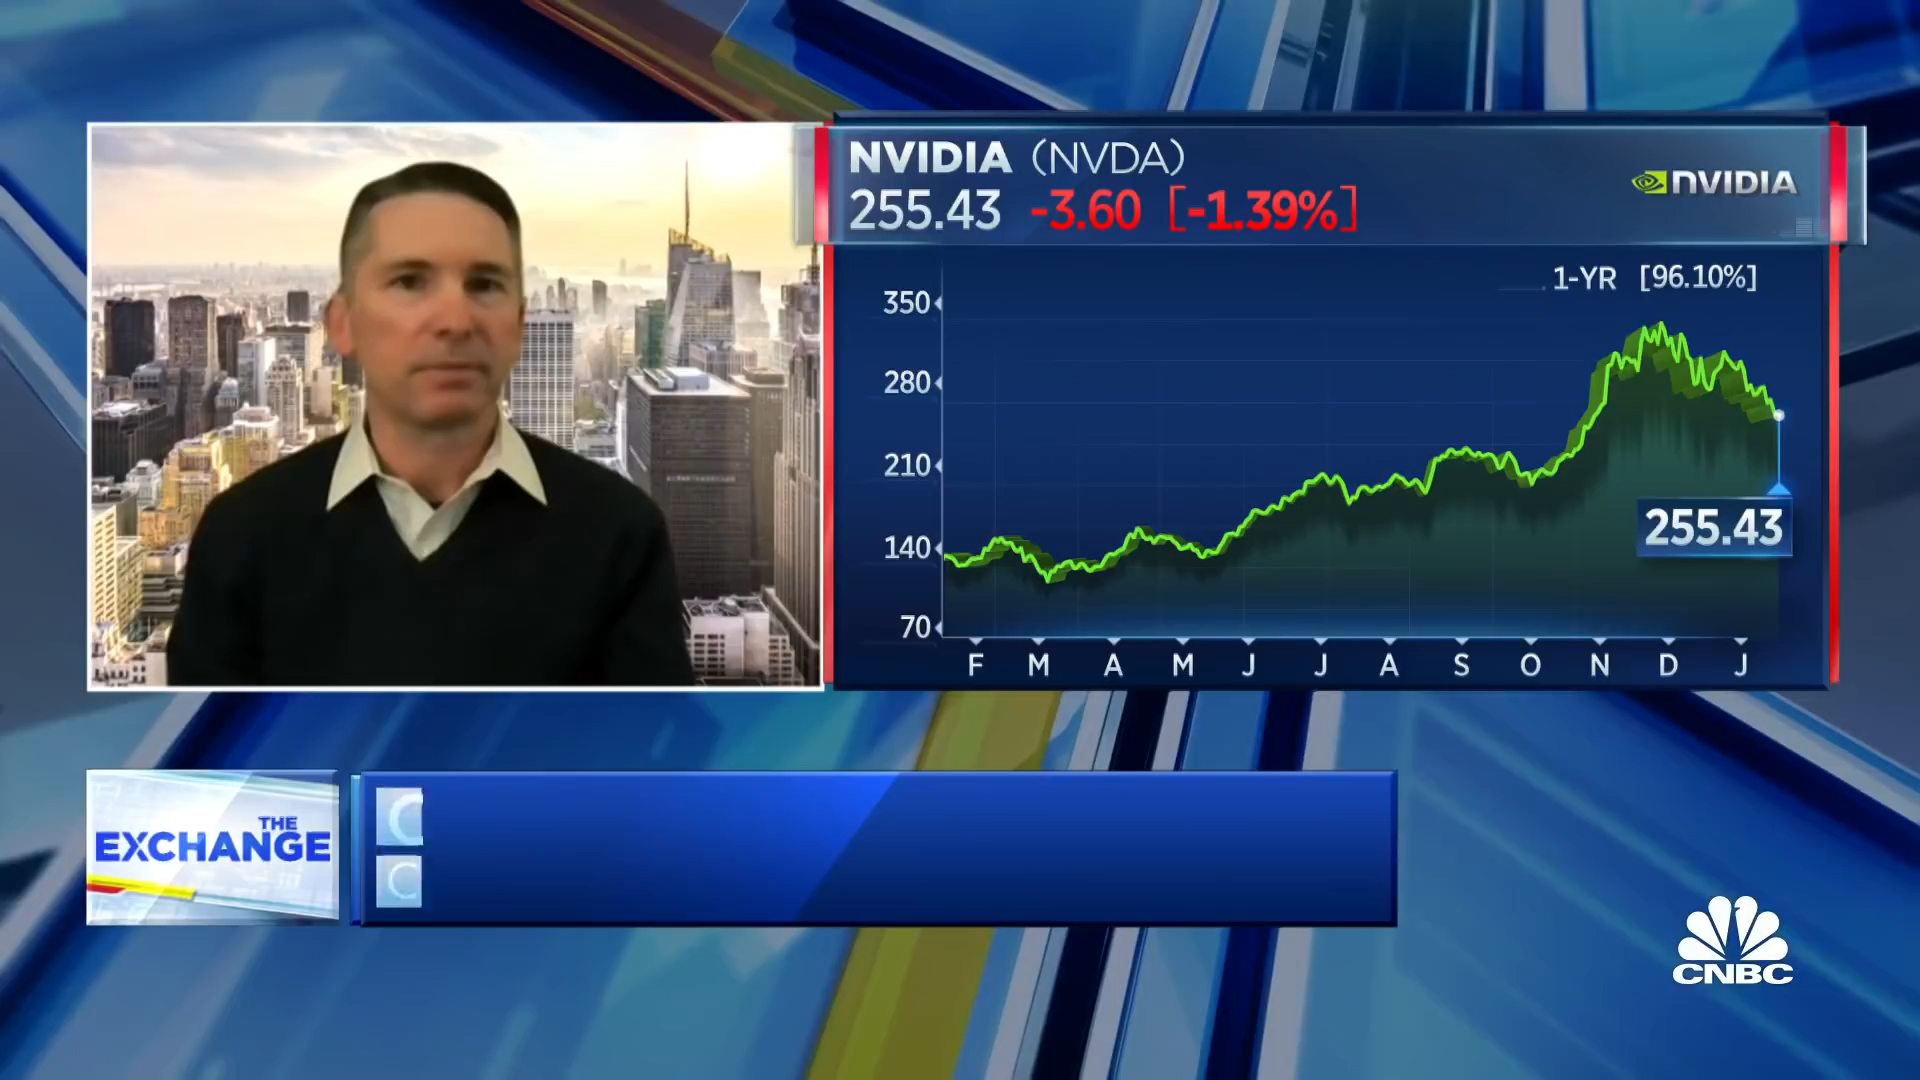 NVIDIA (NVDA)
255.43 -3.60 [-1.39%]
NVIDIA
1-YR [96.10%]
350
280
210
140
70
255.43
F M A M J J A S O N D J
THE
EXCHANGE
C
C
CNBC